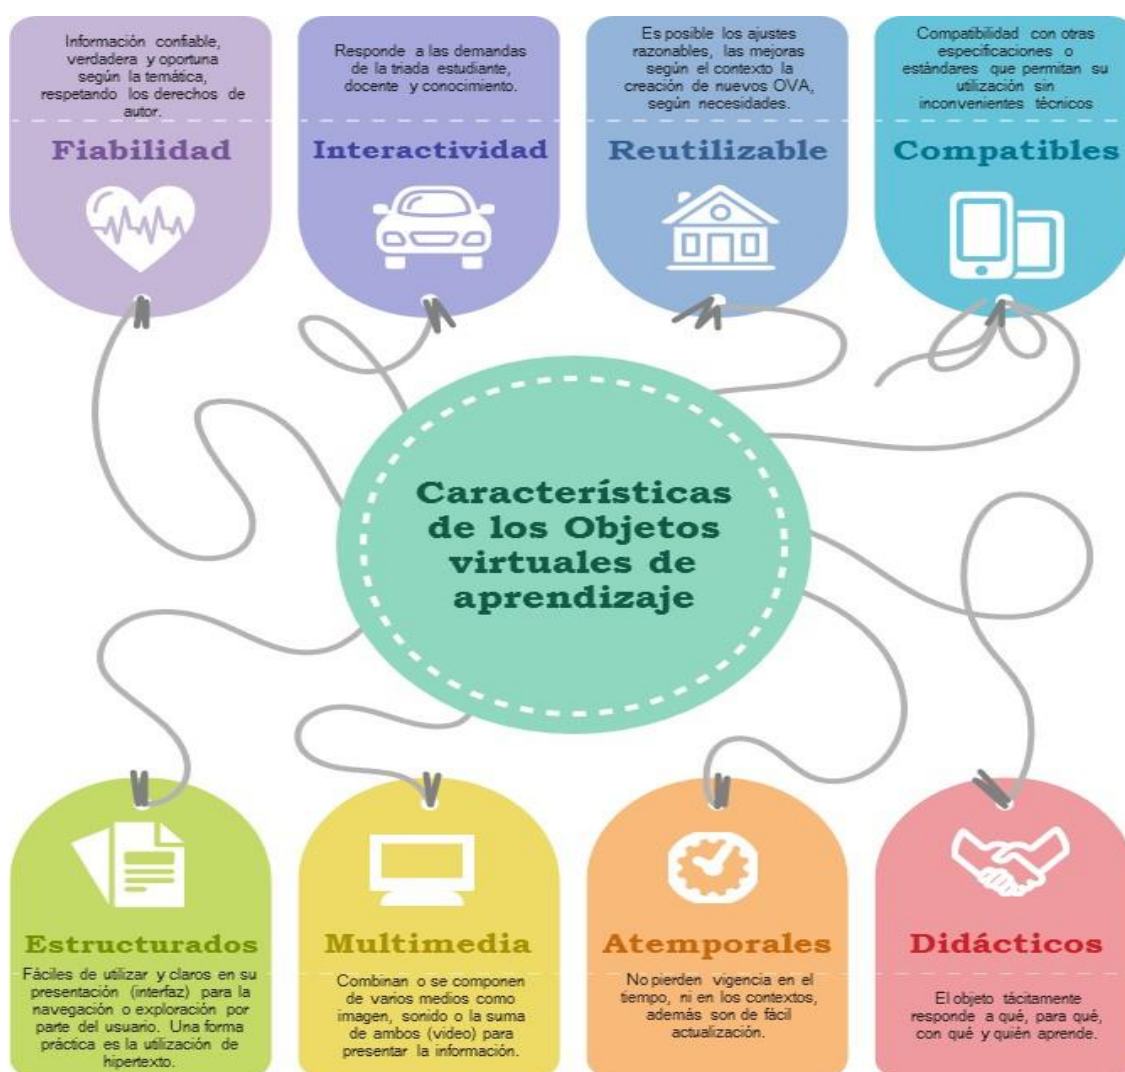 Información confiable,
verdadera y oportuna
según la temática,
respetando los derechos de
autor.
Fiabilidad
Responde a las demandas
de la triada estudiante,
docente y conocimiento.
Interactividad
Es posible los ajustes
razonables, las mejoras
según el contexto la
creación de nuevos OVA,
según necesidades.
Reutilizable
Compatibilidad con otras
especificaciones o
estándares que permitan su
utilización sin
inconvenientes técnicos
Compatibles
Características
de los Objetos
virtuales de
aprendizaje
Estructurados
Fáciles de utilizar y claros en su
presentación (interfaz) para la
navegación o exploración por
parte del usuario. Una forma
práctica es la utilización de
hipertexto.
Multimedia
Combinan o se componen
de varios medios como
imagen, sonido o la suma
de ambos (video) para
presentar la información.
Atemporales
No pierden vigencia en el
tiempo, ni en los contextos,
además son de fácil
actualización.
Didácticos
El objeto tácitamente
responde a qué, para qué,
con qué y quién aprende.